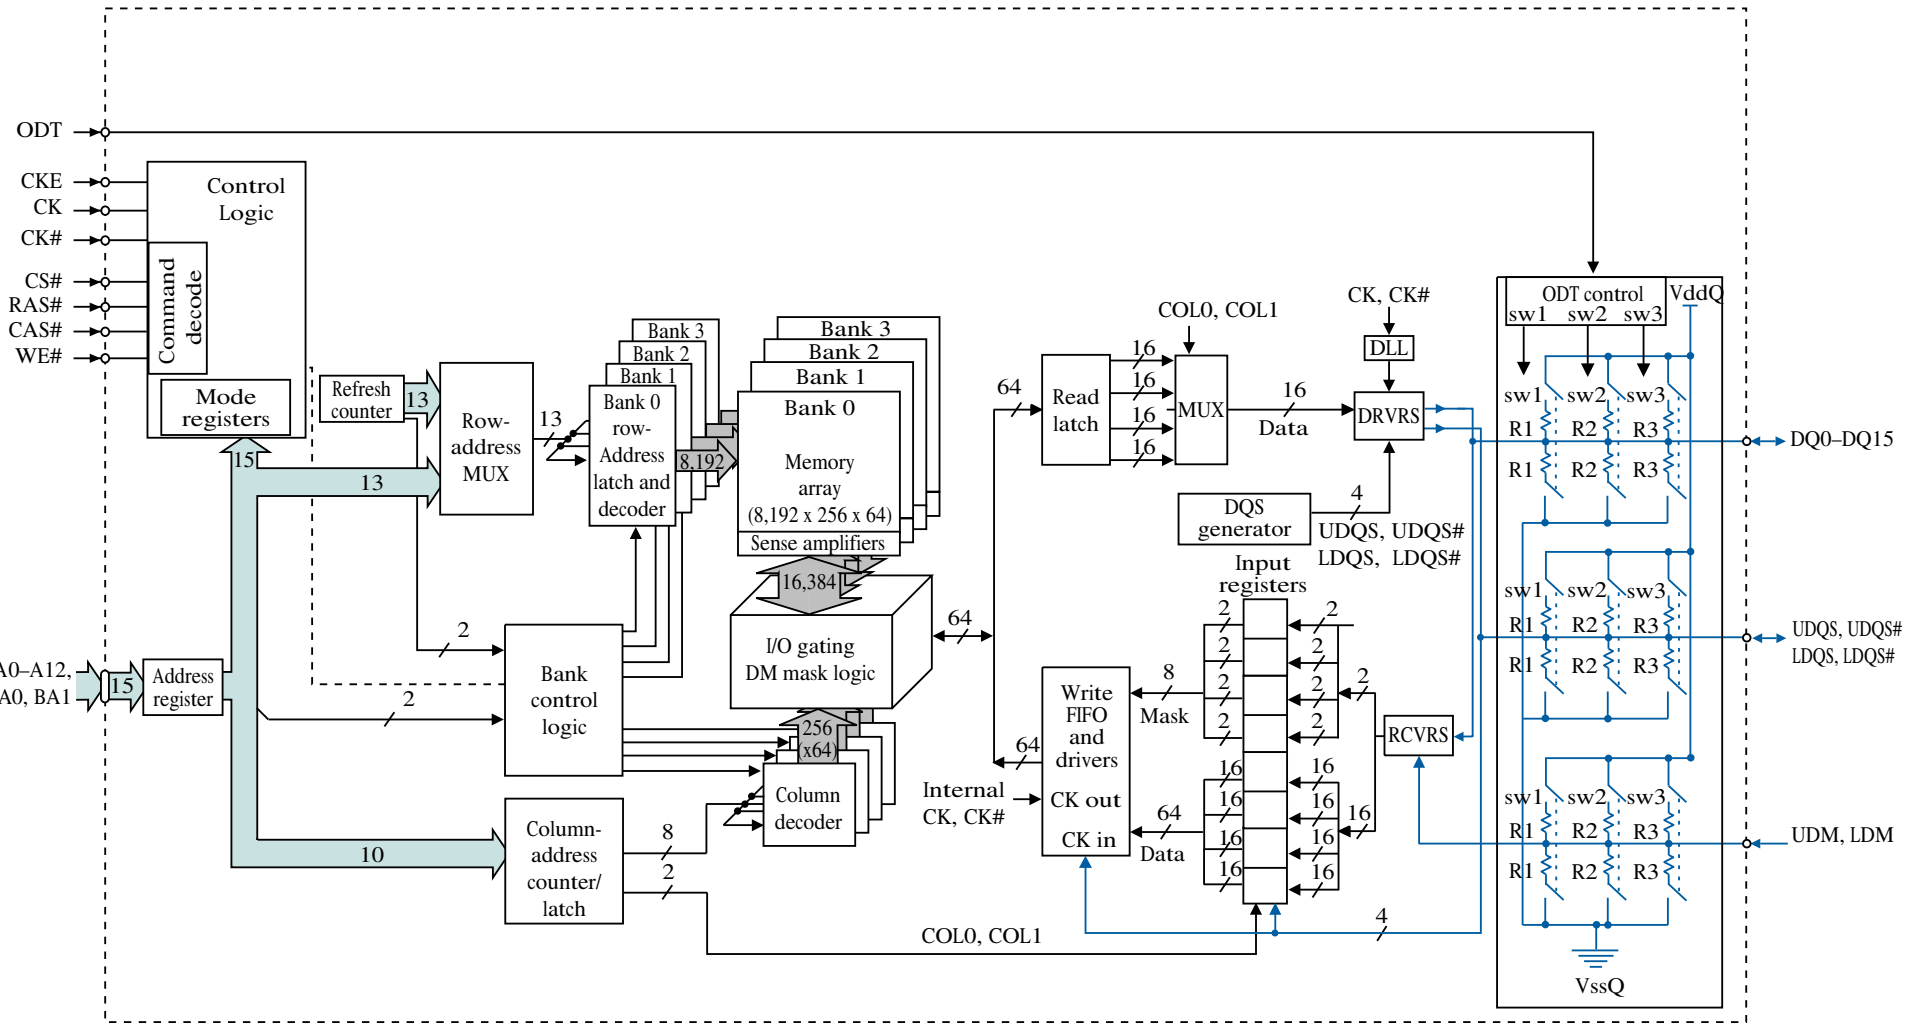 ODT
CKE
CK
CK#
CS#
RAS#
CAS#
WE#
Control
Logic
Command
decode
Mode
registers
15
Refresh
counter
13
13
Row-
address
MUX
13
Bank 3
Bank 2
Bank 1
Bank 0
row-
Address
latch and
decoder
8,192
Bank 3
Bank 2
Bank 1
Bank 0
Memory
array
(8,192 x 256 x 64)
Sense amplifiers
16,384
I/O gating
DM mask logic
256
(x64)
Column
decoder
A0–A12,
A0, BA1
15
Address
register
2
2
Bank
control
logic
10
Column-
address
counter/
latch
8
2
COL0, COL1
64
64
64
Read
latch
16
16
16
16
COL0, COL1
MUX
16
Data
CK, CK#
DLL
DRVRS
DQS
generator
4
UDQS, UDQS#
LDQS, LDQS#
Input
registers
2
2
2
2
2
2
2
2
2
8
Mask
Write
FIFO
and
drivers
CK out
CK in
Internal
CK, CK#
64
Data
16
16
16
16
16
16
16
16
16
RCVRS
4
ODT control
sw1 sw2 sw3
VddQ
sw1 sw2 sw3
R1 R2 R3
R1 R2 R3
DQ0–DQ15
sw1 sw2 sw3
R1 R2 R3
R1 R2 R3
UDQS, UDQS#
LDQS, LDQS#
sw1 sw2 sw3
R1 R2 R3
R1 R2 R3
UDM, LDM
VssQ